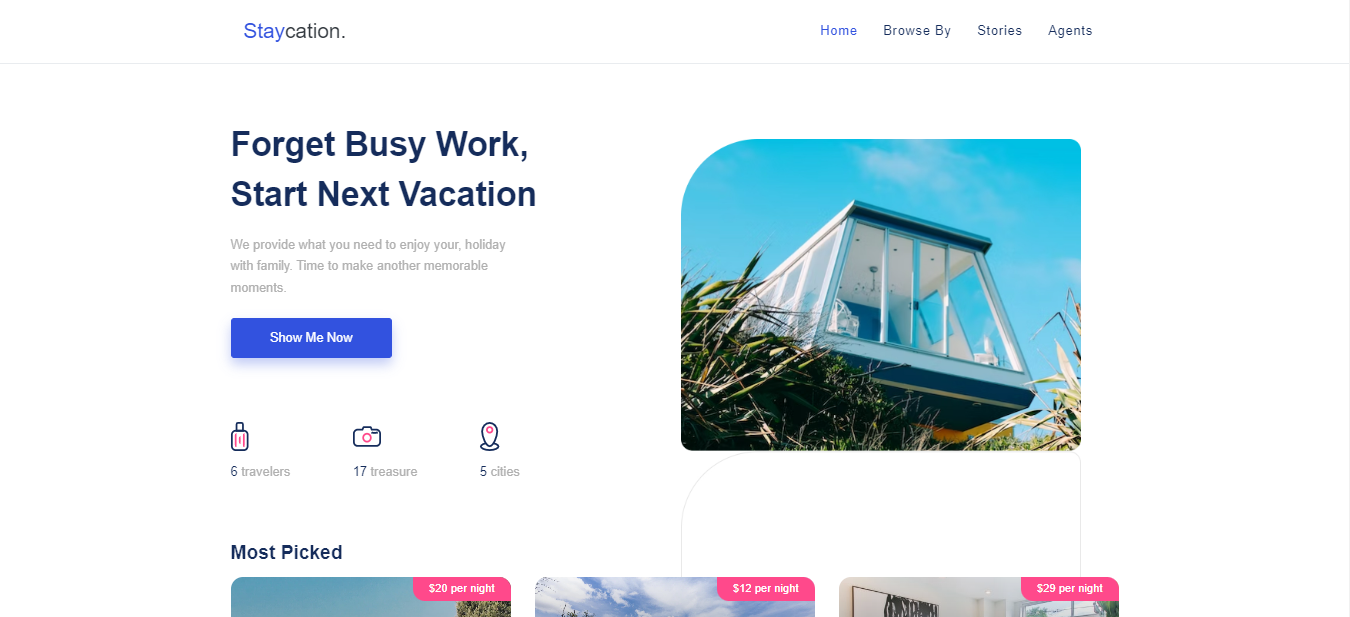 Staycation.
Home Browse By Stories Agents
Forget Busy Work,
Start Next Vacation
We provide what you need to enjoy your, holiday
with family. Time to make another memorable
moments.
Show Me Now
6 travelers
17 treasure
5 cities
Most Picked
$20 per night
$12 per night
$29 per night